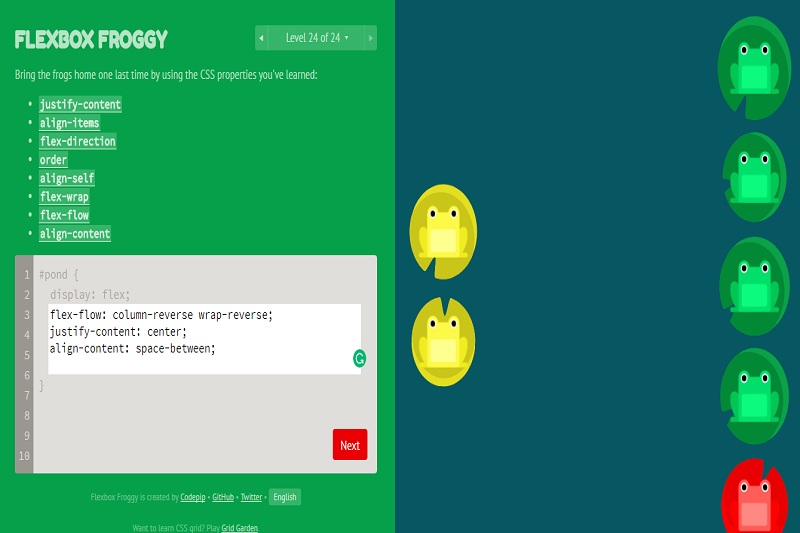 FLEXBOX FROGGY
Level 24 of 24
Bring the frogs home one last time by using the CSS properties you've learned:
• justify-content
• align-items
• flex-direction
• order
• align-self
• flex-wrap
• flex-flow
• align-content
1 #pond {
2 display: flex;
3 flex-flow: column-reverse wrap-reverse;
4 justify-content: center;
5 align-content: space-between;
6 }
7
8
9
10
Next
Flexbox Froggy is created by Codepip • GitHub • Twitter • English
Want to learn CSS grid? Play Grid Garden.